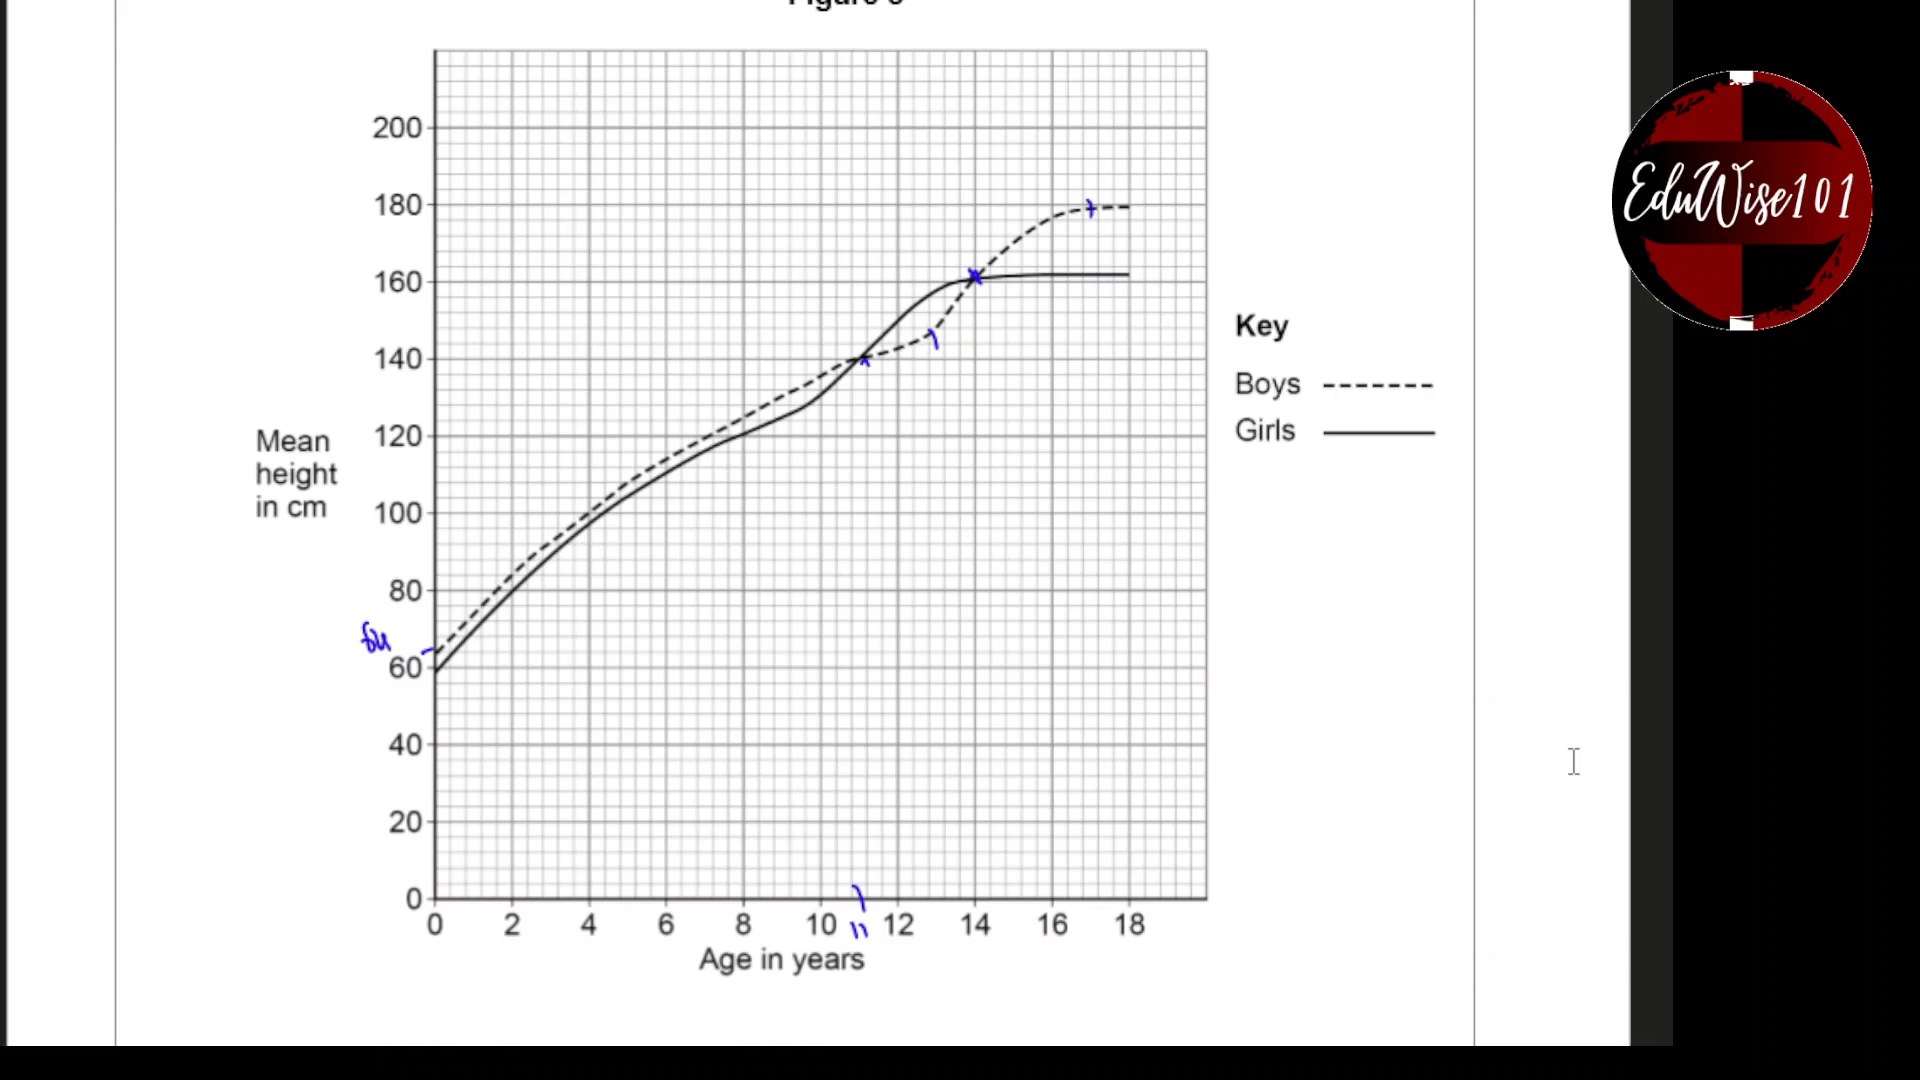 Figure
200
180
160
140
120
100
80
60
40
20
0
Mean
height
in cm
64
0 2 4 6 8 10 12 14 16 18
11
Age in years
Key
Boys
Girls
EduWise101